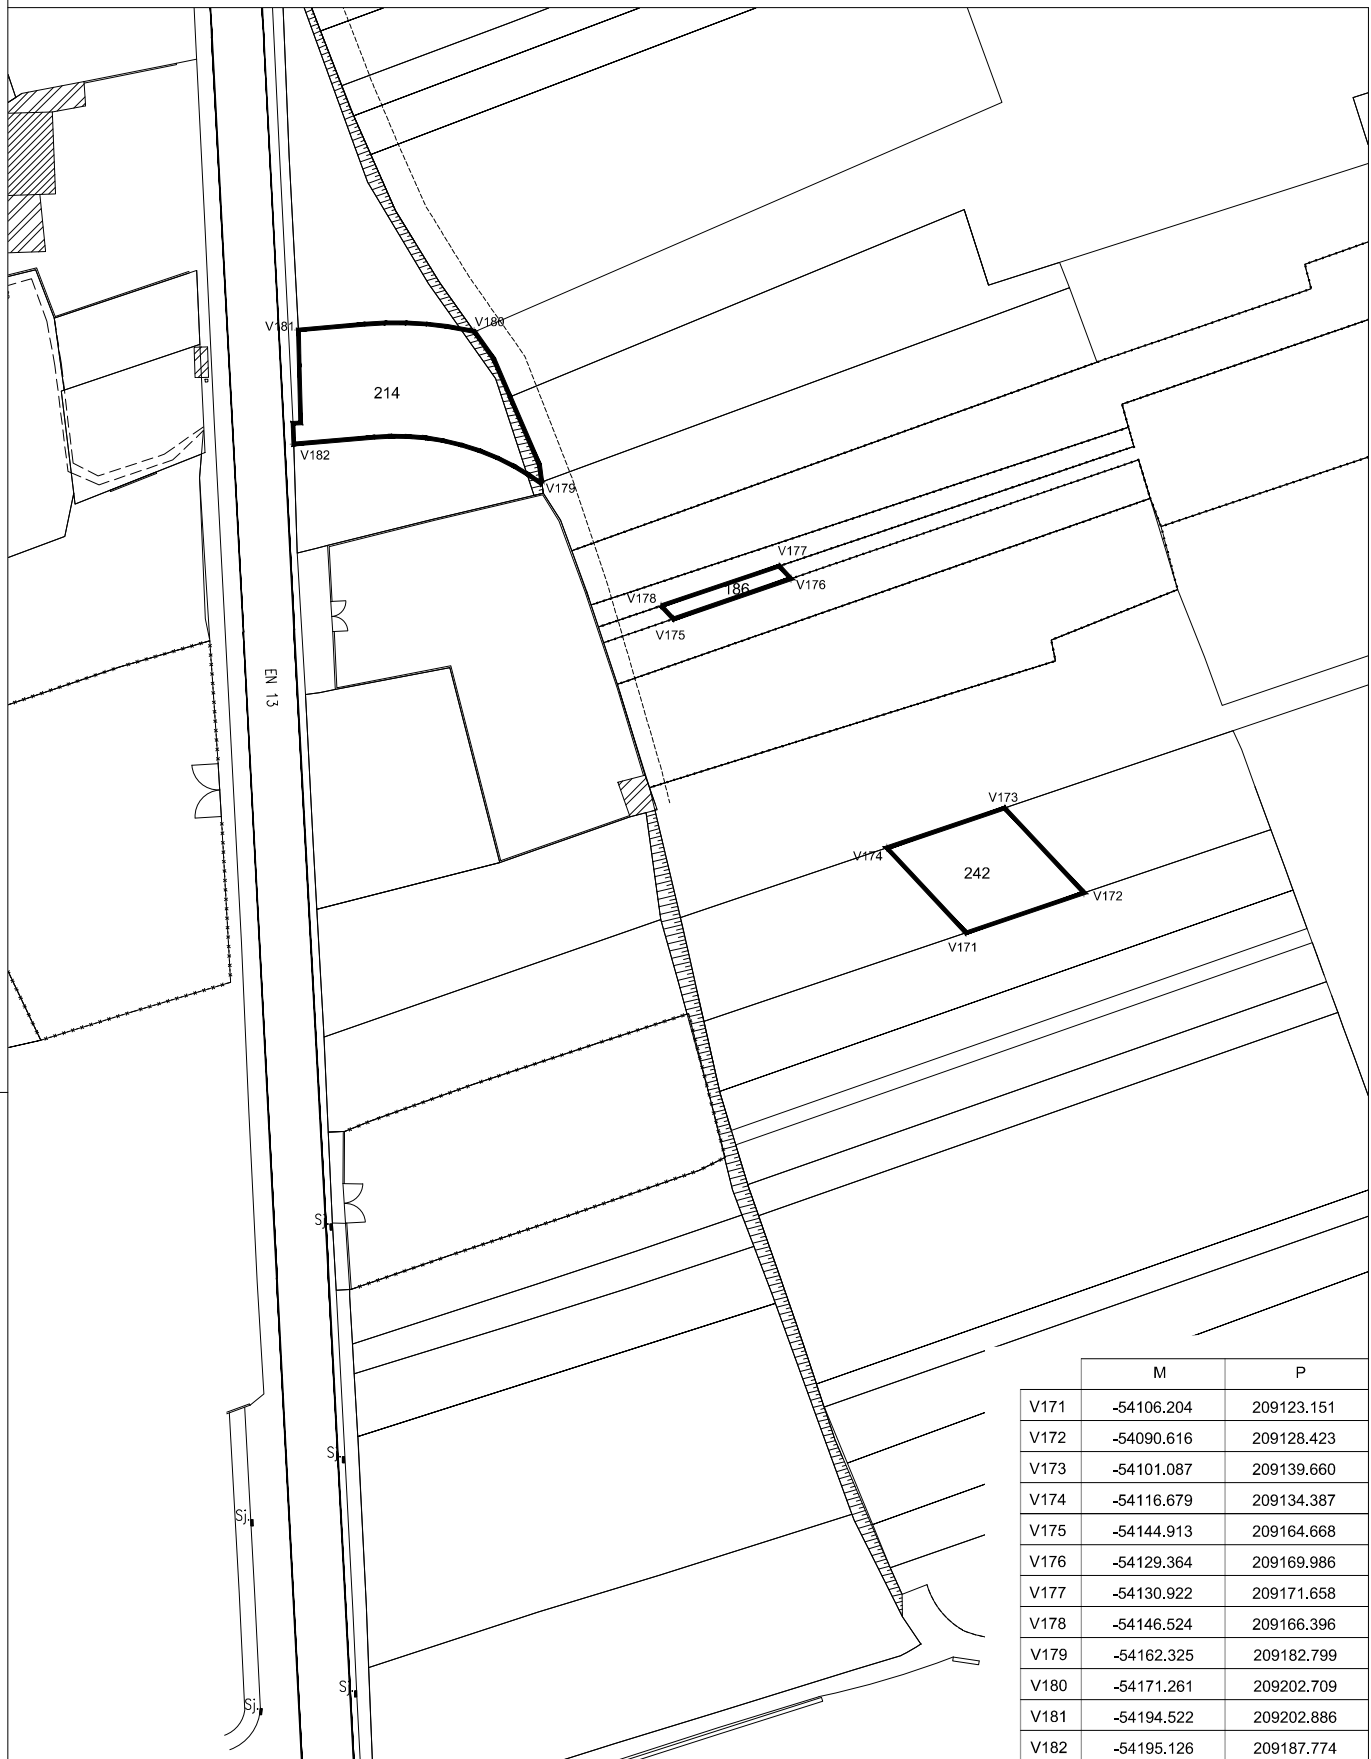 V181
V180
214
V182
V179
V177
V178
186
V176
V175
EN 13
V173
V174
242
V172
V171
Sj.
Sj.
Sj.
Sj.
Sj.
M P
V171 -54106.204 209123.151
V172 -54090.616 209128.423
V173 -54101.087 209139.660
V174 -54116.679 209134.387
V175 -54144.913 209164.668
V176 -54129.364 209169.986
V177 -54130.922 209171.658
V178 -54146.524 209166.396
V179 -54162.325 209182.799
V180 -54171.261 209202.709
V181 -54194.522 209202.886
V182 -54195.126 209187.774